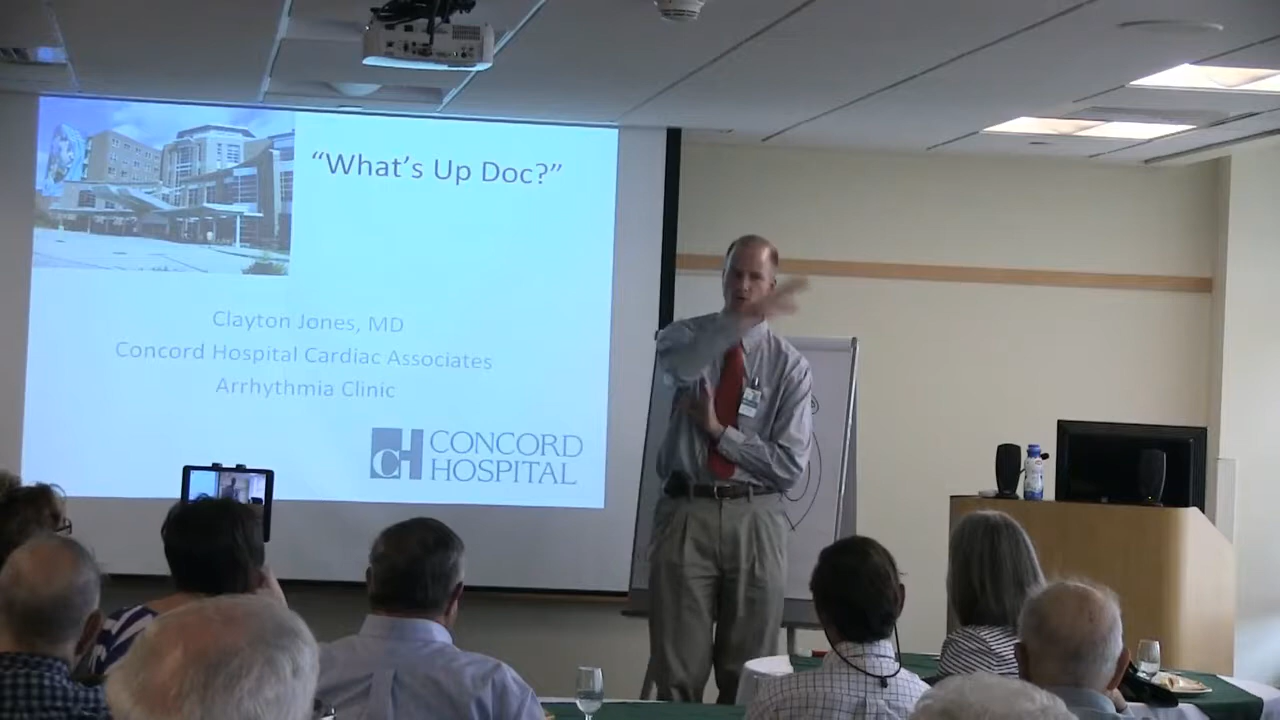 “What’s Up Doc?”
Clayton Jones, MD
Concord Hospital Cardiac Associates
Arrhythmia Clinic
CH CONCORD
HOSPITAL